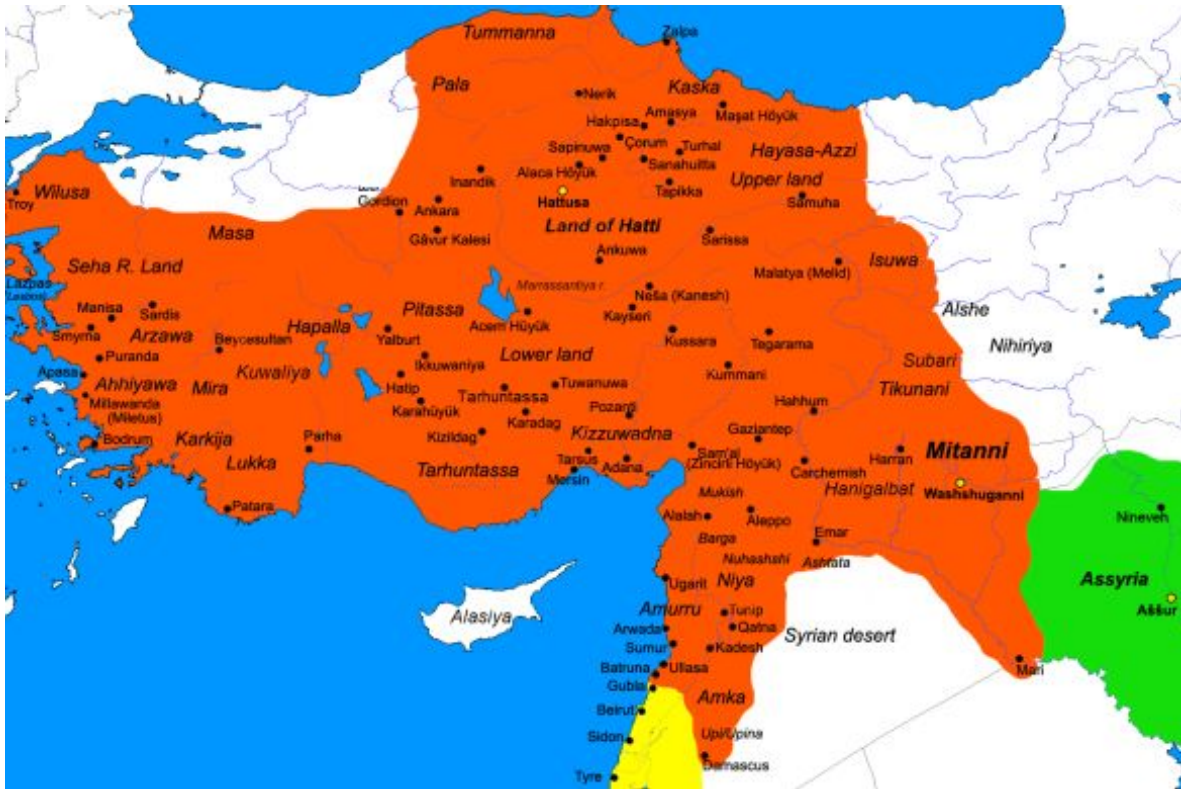 Tummanna
Zalpa
Pala
Kaska
Nerik
Amasya
Maşat Höyük
Hakpısa
Çorum
Turhal
Sapinuwa
Sanahuitta
Hayasa-Azzi
Alaca Höyük
Inandik
Tapikka
Upper land
Wilusa
Troy
Hattusa
Samuha
Gordion
Ankara
Land of Hatti
Masa
Gâvur Kalesi
Sarissa
Ankuwa
Isuwa
Seha R. Land
Malatya (Melid)
Lazpas
(Lesbos)
Marrassantiya r.
Neša (Kanesh)
Manisa
Sardis
Pitassa
Kayseri
Alshe
Smyrna
Arzawa
Hapalla
Acem Hüyük
Yalburt
Kussara
Tegarama
Nihiriya
Beycesultan
Puranda
Ikkuwaniya
Lower land
Subari
Apasa
Kuwaliya
Kummani
Ahhiyawa
Mira
Hatip
Tarhuntassa
Tuwanuwa
Tikunani
Millawanda
(Miletus)
Karahüyük
Karadag
Pozantı
Hahhum
Bodrum
Karkija
Parha
Kizildag
Kizzuwadna
Gaziantep
Mitanni
Lukka
Tarhuntassa
Tarsus
Adana
Sam'al
(Zincirli Höyük)
Carchemish
Harran
Mersin
Hanigalbat
Washshuganni
Mukish
Patara
Alalah
Aleppo
Nineveh
Barga
Emar
Nuhashshi
Ashtata
Ugarit
Niya
Assyria
Alasiya
Amurru
Tunip
Aššur
Arwada
Qatna
Syrian desert
Sumur
Kadesh
Batruna
Ullasa
Mari
Gubla
Amka
Beirut
Sidon
Upi/Upina
Damascus
Tyre